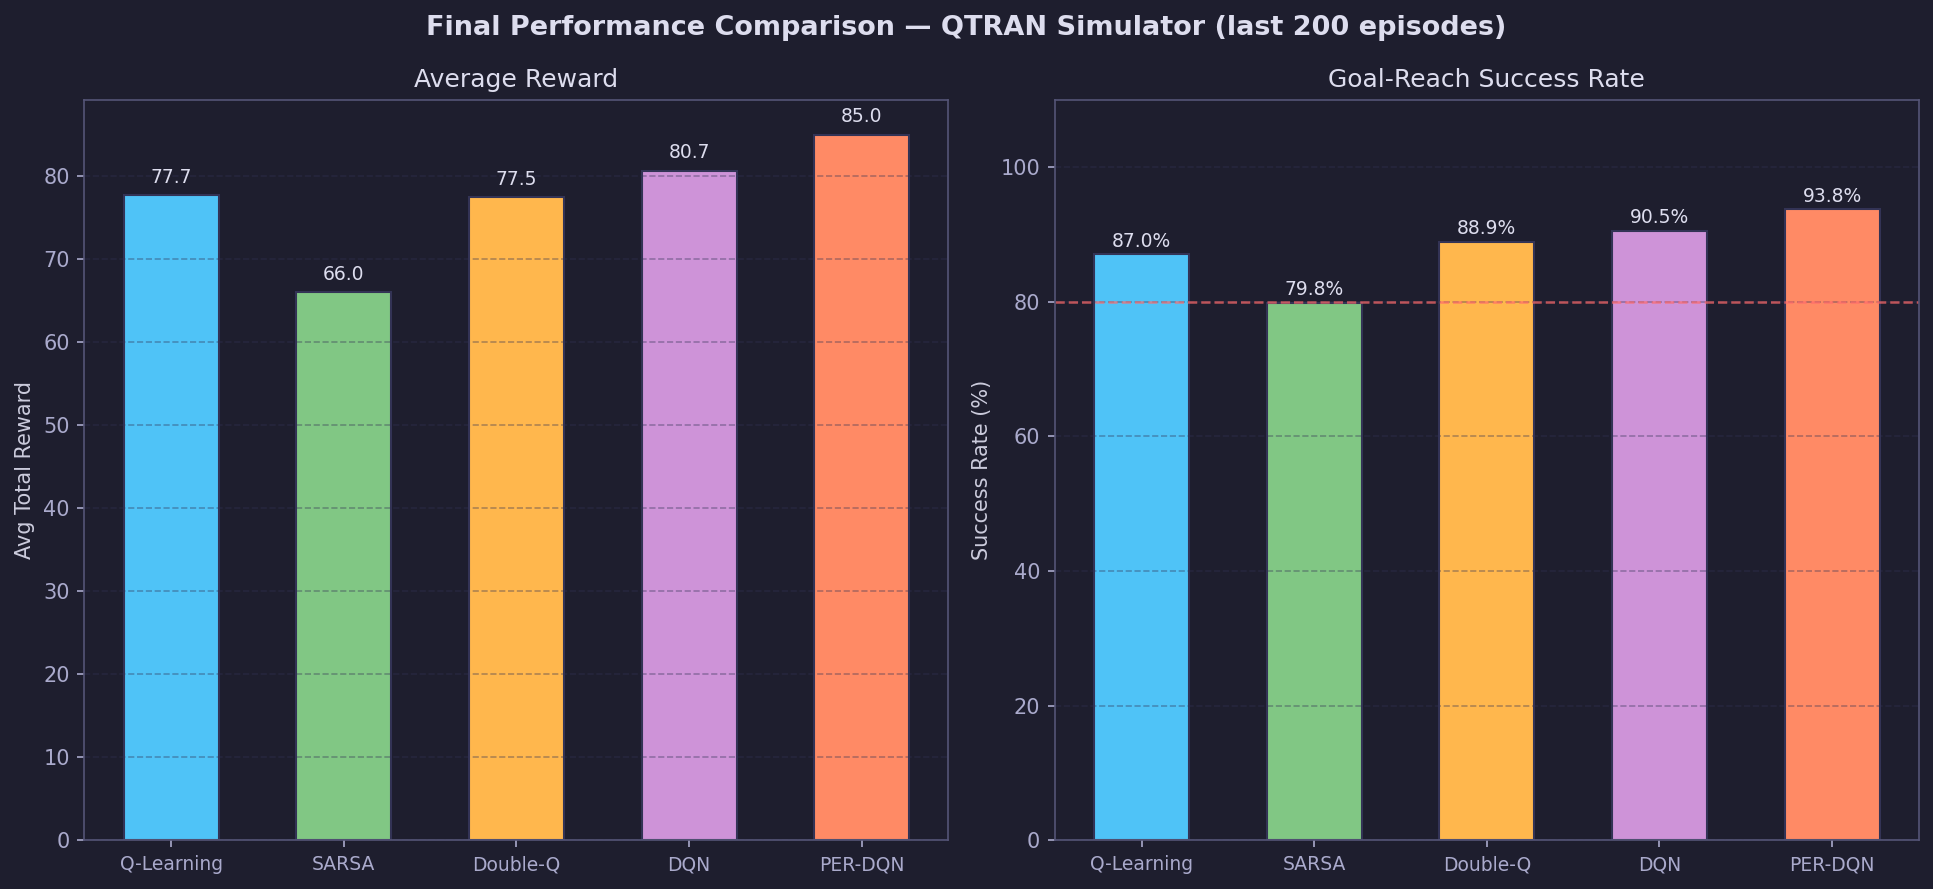 Final Performance Comparison — QTRAN Simulator (last 200 episodes)
Average Reward
Avg Total Reward
80
70
60
50
40
30
20
10
0
77.7
66.0
77.5
80.7
85.0
Q-Learning
SARSA
Double-Q
DQN
PER-DQN
Goal-Reach Success Rate
Success Rate (%)
100
80
60
40
20
0
87.0%
79.8%
88.9%
90.5%
93.8%
Q-Learning
SARSA
Double-Q
DQN
PER-DQN